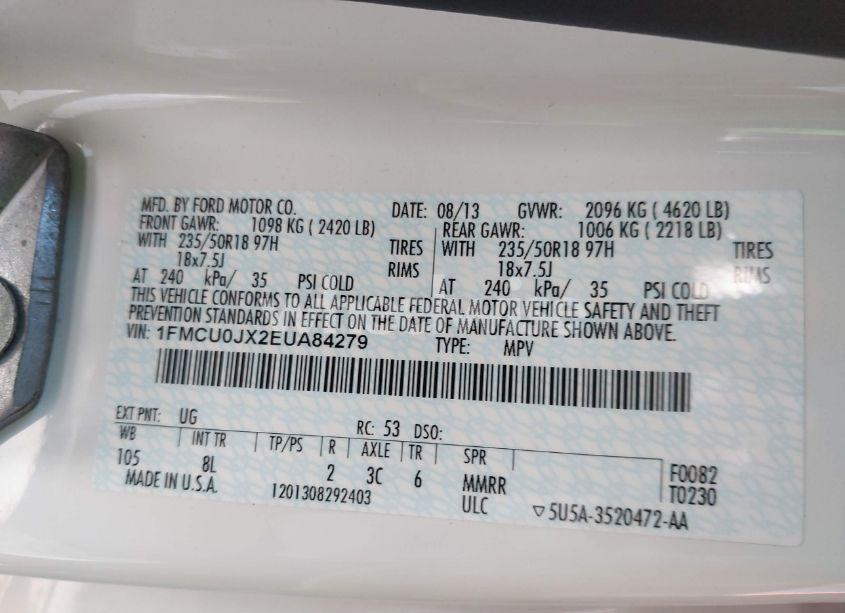 MFD. BY FORD MOTOR CO. DATE: 08/13 GVWR: 2096 KG ( 4620 LB)
FRONT GAWR: 1098 KG ( 2420 LB) REAR GAWR: 1006 KG ( 2218 LB)
WITH 235/50R18 97H TIRES WITH 235/50R18 97H TIRES
18x7.5J RIMS 18x7.5J RIMS
AT 240 kPa/ 35 PSI COLD AT 240 kPa/ 35 PSI COLD
THIS VEHICLE CONFORMS TO ALL APPLICABLE FEDERAL MOTOR VEHICLE SAFETY AND THEFT
PREVENTION STANDARDS IN EFFECT ON THE DATE OF MANUFACTURE SHOWN ABOVE.
VIN: 1FMCU0JX2EUA84279 TYPE: MPV
EXT PNT: UG RC: 53 DSO:
WB INT TR TP/PS R AXLE TR SPR
105 8L 2 3C 6 MMRR F0082
MADE IN U.S.A. 1201308292403 ULC T0230
▽5U5A-3520472-AA